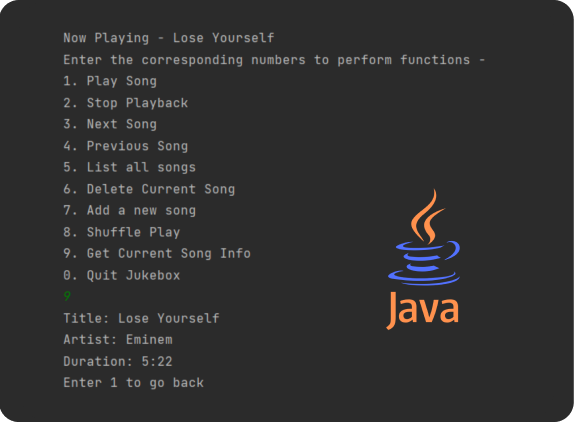 Now Playing - Lose Yourself
Enter the corresponding numbers to perform functions -
1. Play Song
2. Stop Playback
3. Next Song
4. Previous Song
5. List all songs
6. Delete Current Song
7. Add a new song
8. Shuffle Play
9. Get Current Song Info
0. Quit Jukebox
9
Title: Lose Yourself
Artist: Eminem
Duration: 5:22
Enter 1 to go back
Java